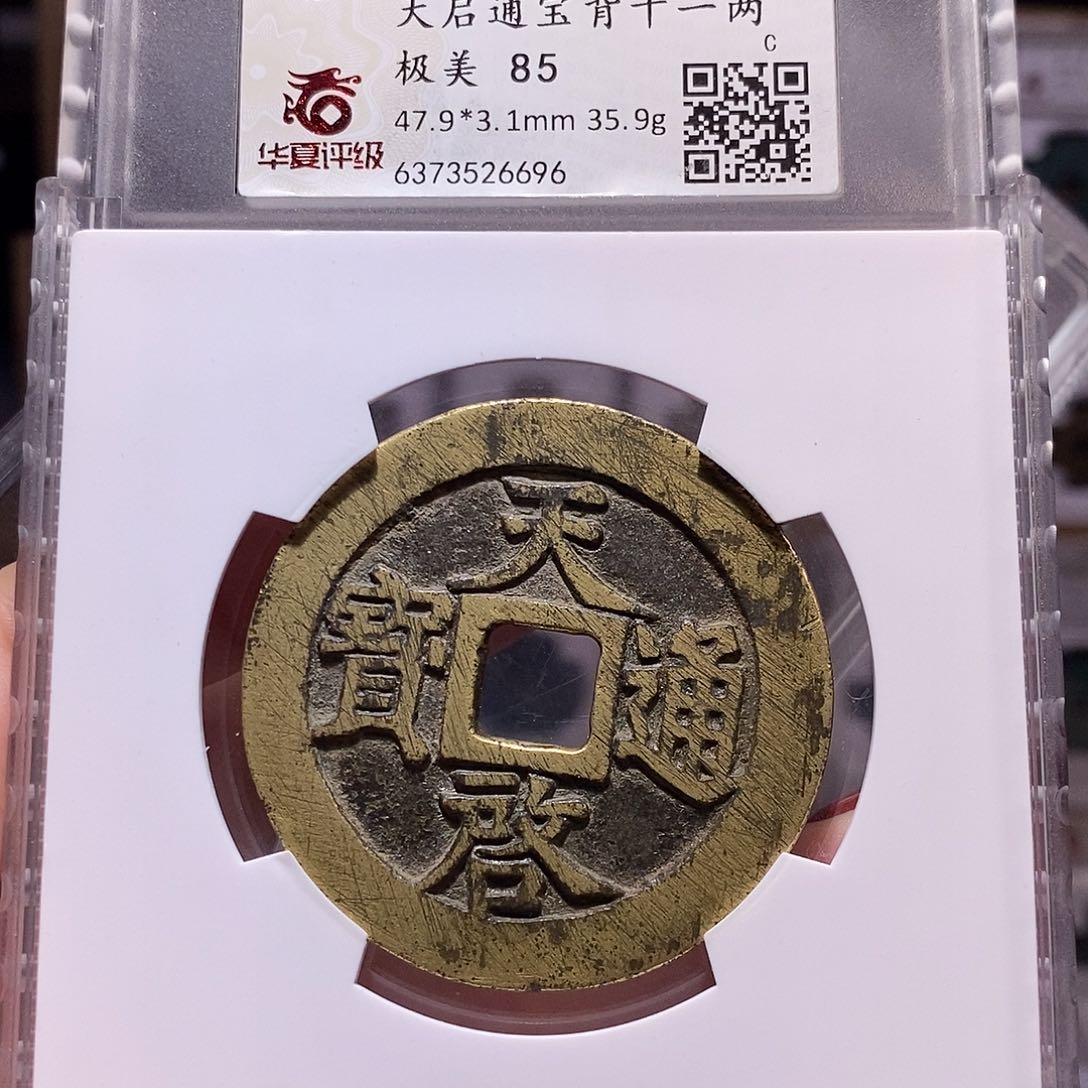 天启通宝背十一两
C
极美 85
47.9*3.1mm 35.9g
华夏评级
6373526696
天
寶 通
啓